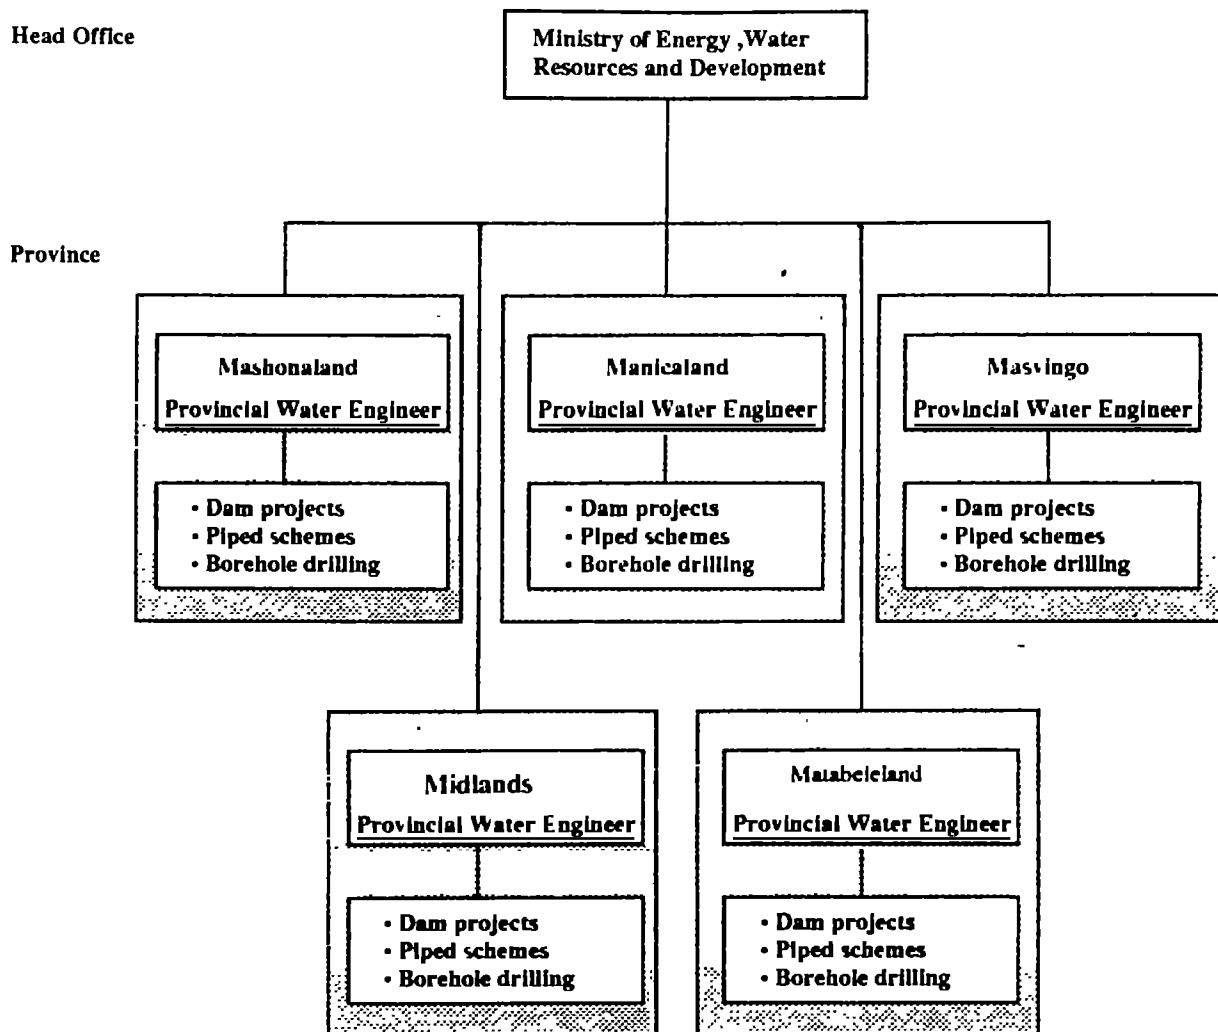 Head Office
Ministry of Energy ,Water
Resources and Development
Province
Mashonaland
Provincial Water Engineer
• Dam projects
• Piped schemes
• Borehole drilling
Manicaland
Provincial Water Engineer
• Dam projects
• Piped schemes
• Borehole drilling
Masvingo
Provincial Water Engineer
• Dam projects
• Piped schemes
• Borehole drilling
Midlands
Provincial Water Engineer
• Dam projects
• Piped schemes
• Borehole drilling
Matabeleland
Provincial Water Engineer
• Dam projects
• Piped schemes
• Borehole drilling